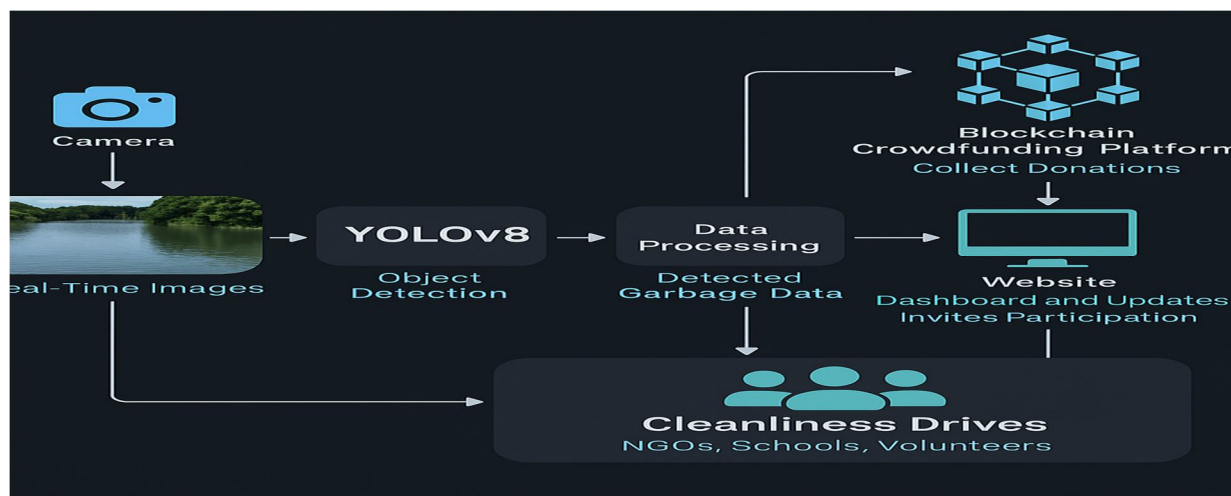 Camera
eal-Time Images
YOLOv8
Object
Detection
Data
Processing
Detected
Garbage Data
Blockchain
Crowdfunding Platform
Collect Donations
Website
Dashboard and Updates
Invites Participation
Cleanliness Drives
NGOs, Schools, Volunteers